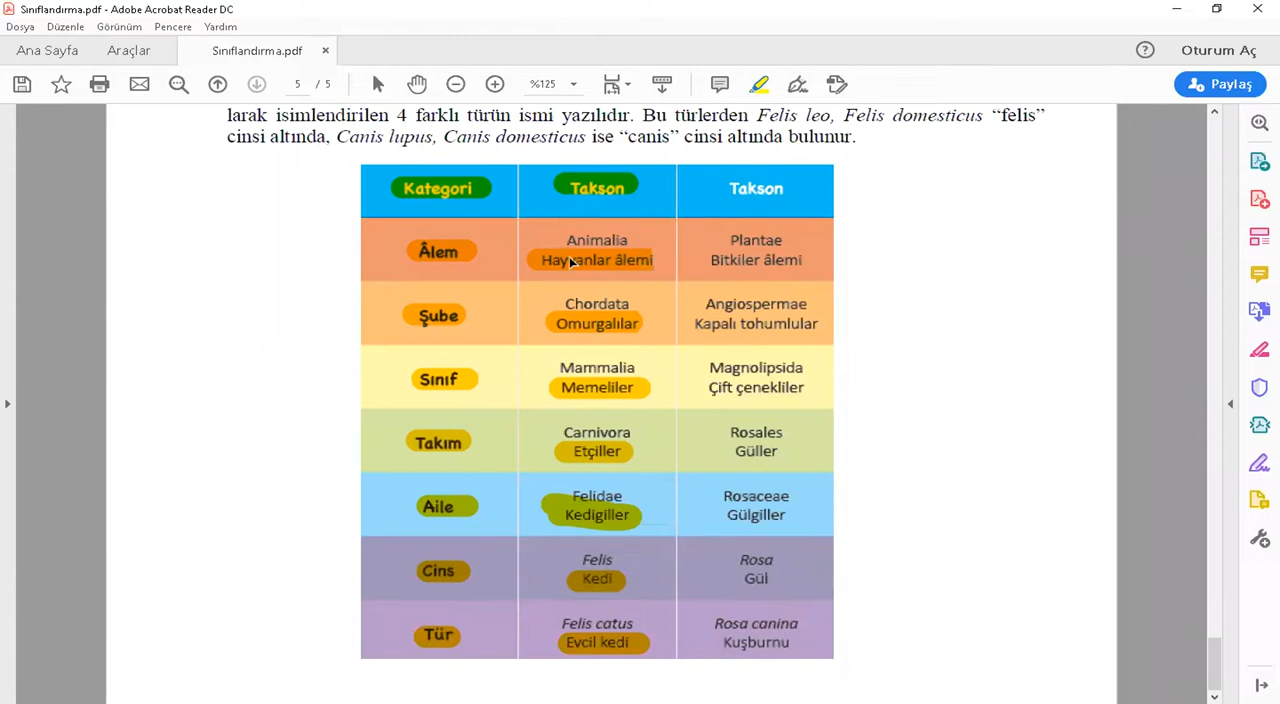 Sınıflandırma.pdf - Adobe Acrobat Reader DC
Dosya Düzenle Görünüm Pencere Yardım
Ana Sayfa Araçlar Sınıflandırma.pdf × ? Oturum Aç
5 / 5 %125 Paylaş
larak isimlendirilen 4 farklı türün ismi yazılıdır. Bu türlerden Felis leo, Felis domesticus “felis”
cinsi altında, Canis lupus, Canis domesticus ise “canis” cinsi altında bulunur.
Kategori Takson Takson
Âlem Animalia Hayvanlar âlemi Plantae Bitkiler âlemi
Şube Chordata Omurgalılar Angiospermae Kapalı tohumlular
Sınıf Mammalia Memeliler Magnolipsida Çift çenekliler
Takım Carnivora Etçiller Rosales Güller
Aile Felidae Kedigiller Rosaceae Gülgiller
Cins Felis Kedi Rosa Gül
Tür Felis catus Evcil kedi Rosa canina Kuşburnu